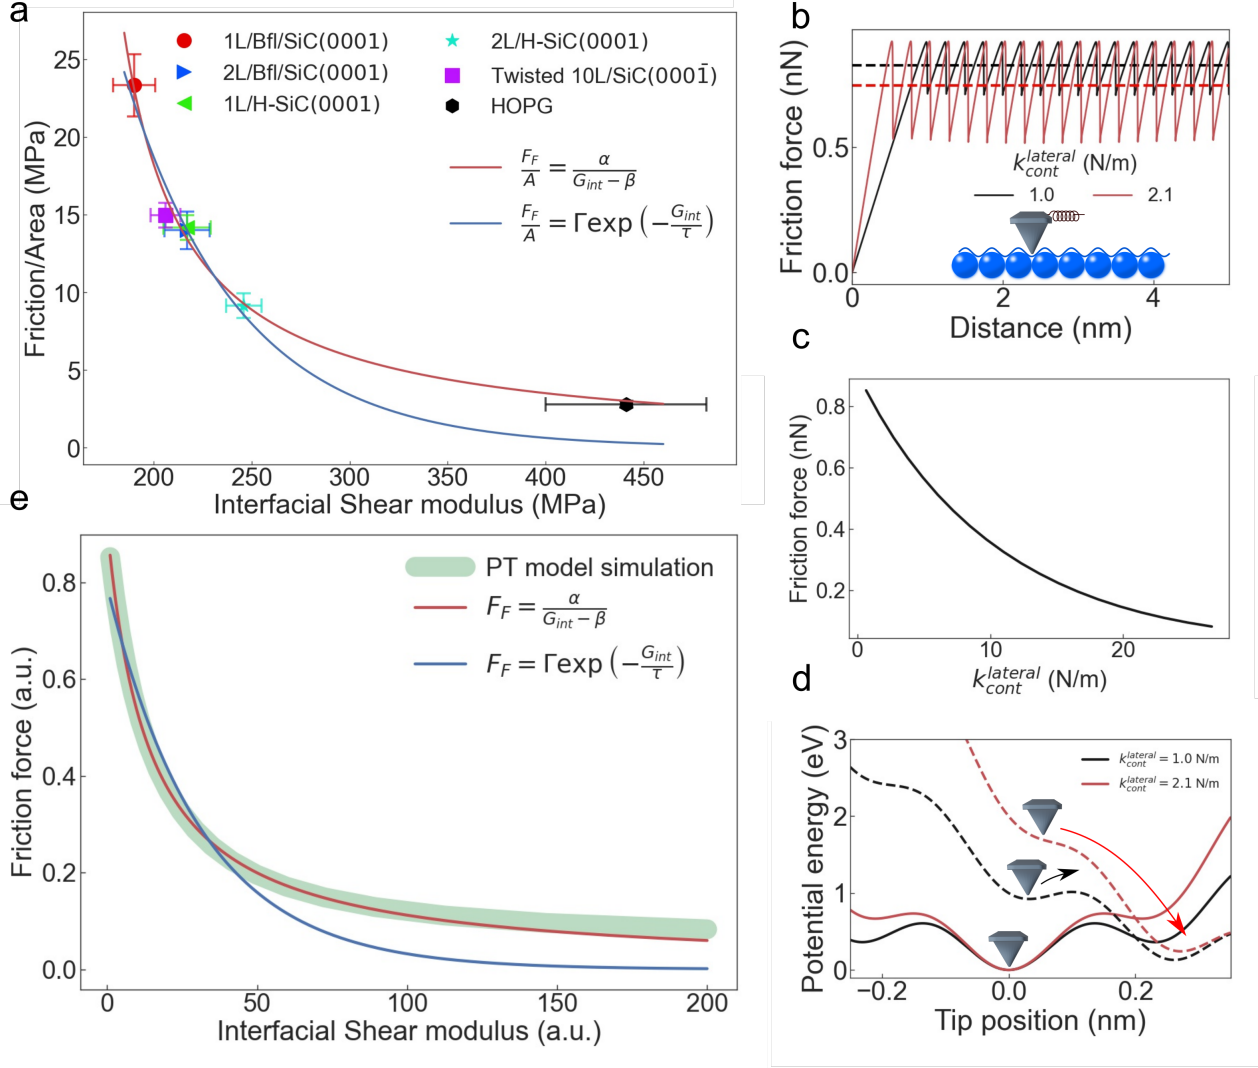 a
25
20
15
10
5
0
Friction/Area (MPa)
1L/Bfl/SiC(0001)
2L/Bfl/SiC(0001)
1L/H-SiC(0001)
2L/H-SiC(0001)
Twisted 10L/SiC(0001̄)
HOPG
F_F/A = α/(G_int − β)
F_F/A = Γexp(−G_int/τ)
200 250 300 350 400 450
Interfacial Shear modulus (MPa)
b
Friction force (nN)
0.5
0.0
k_cont^lateral (N/m)
1.0 2.1
0 2 4
Distance (nm)
c
Friction force (nN)
0.8
0.6
0.4
0.2
0 10 20
k_cont^lateral (N/m)
d
Potential energy (eV)
3
2
1
0
k_cont^lateral = 1.0 N/m
k_cont^lateral = 2.1 N/m
−0.2 0.0 0.2
Tip position (nm)
e
Friction force (a.u.)
0.8
0.6
0.4
0.2
0.0
PT model simulation
F_F = α/(G_int − β)
F_F = Γexp(−G_int/τ)
0 50 100 150 200
Interfacial Shear modulus (a.u.)